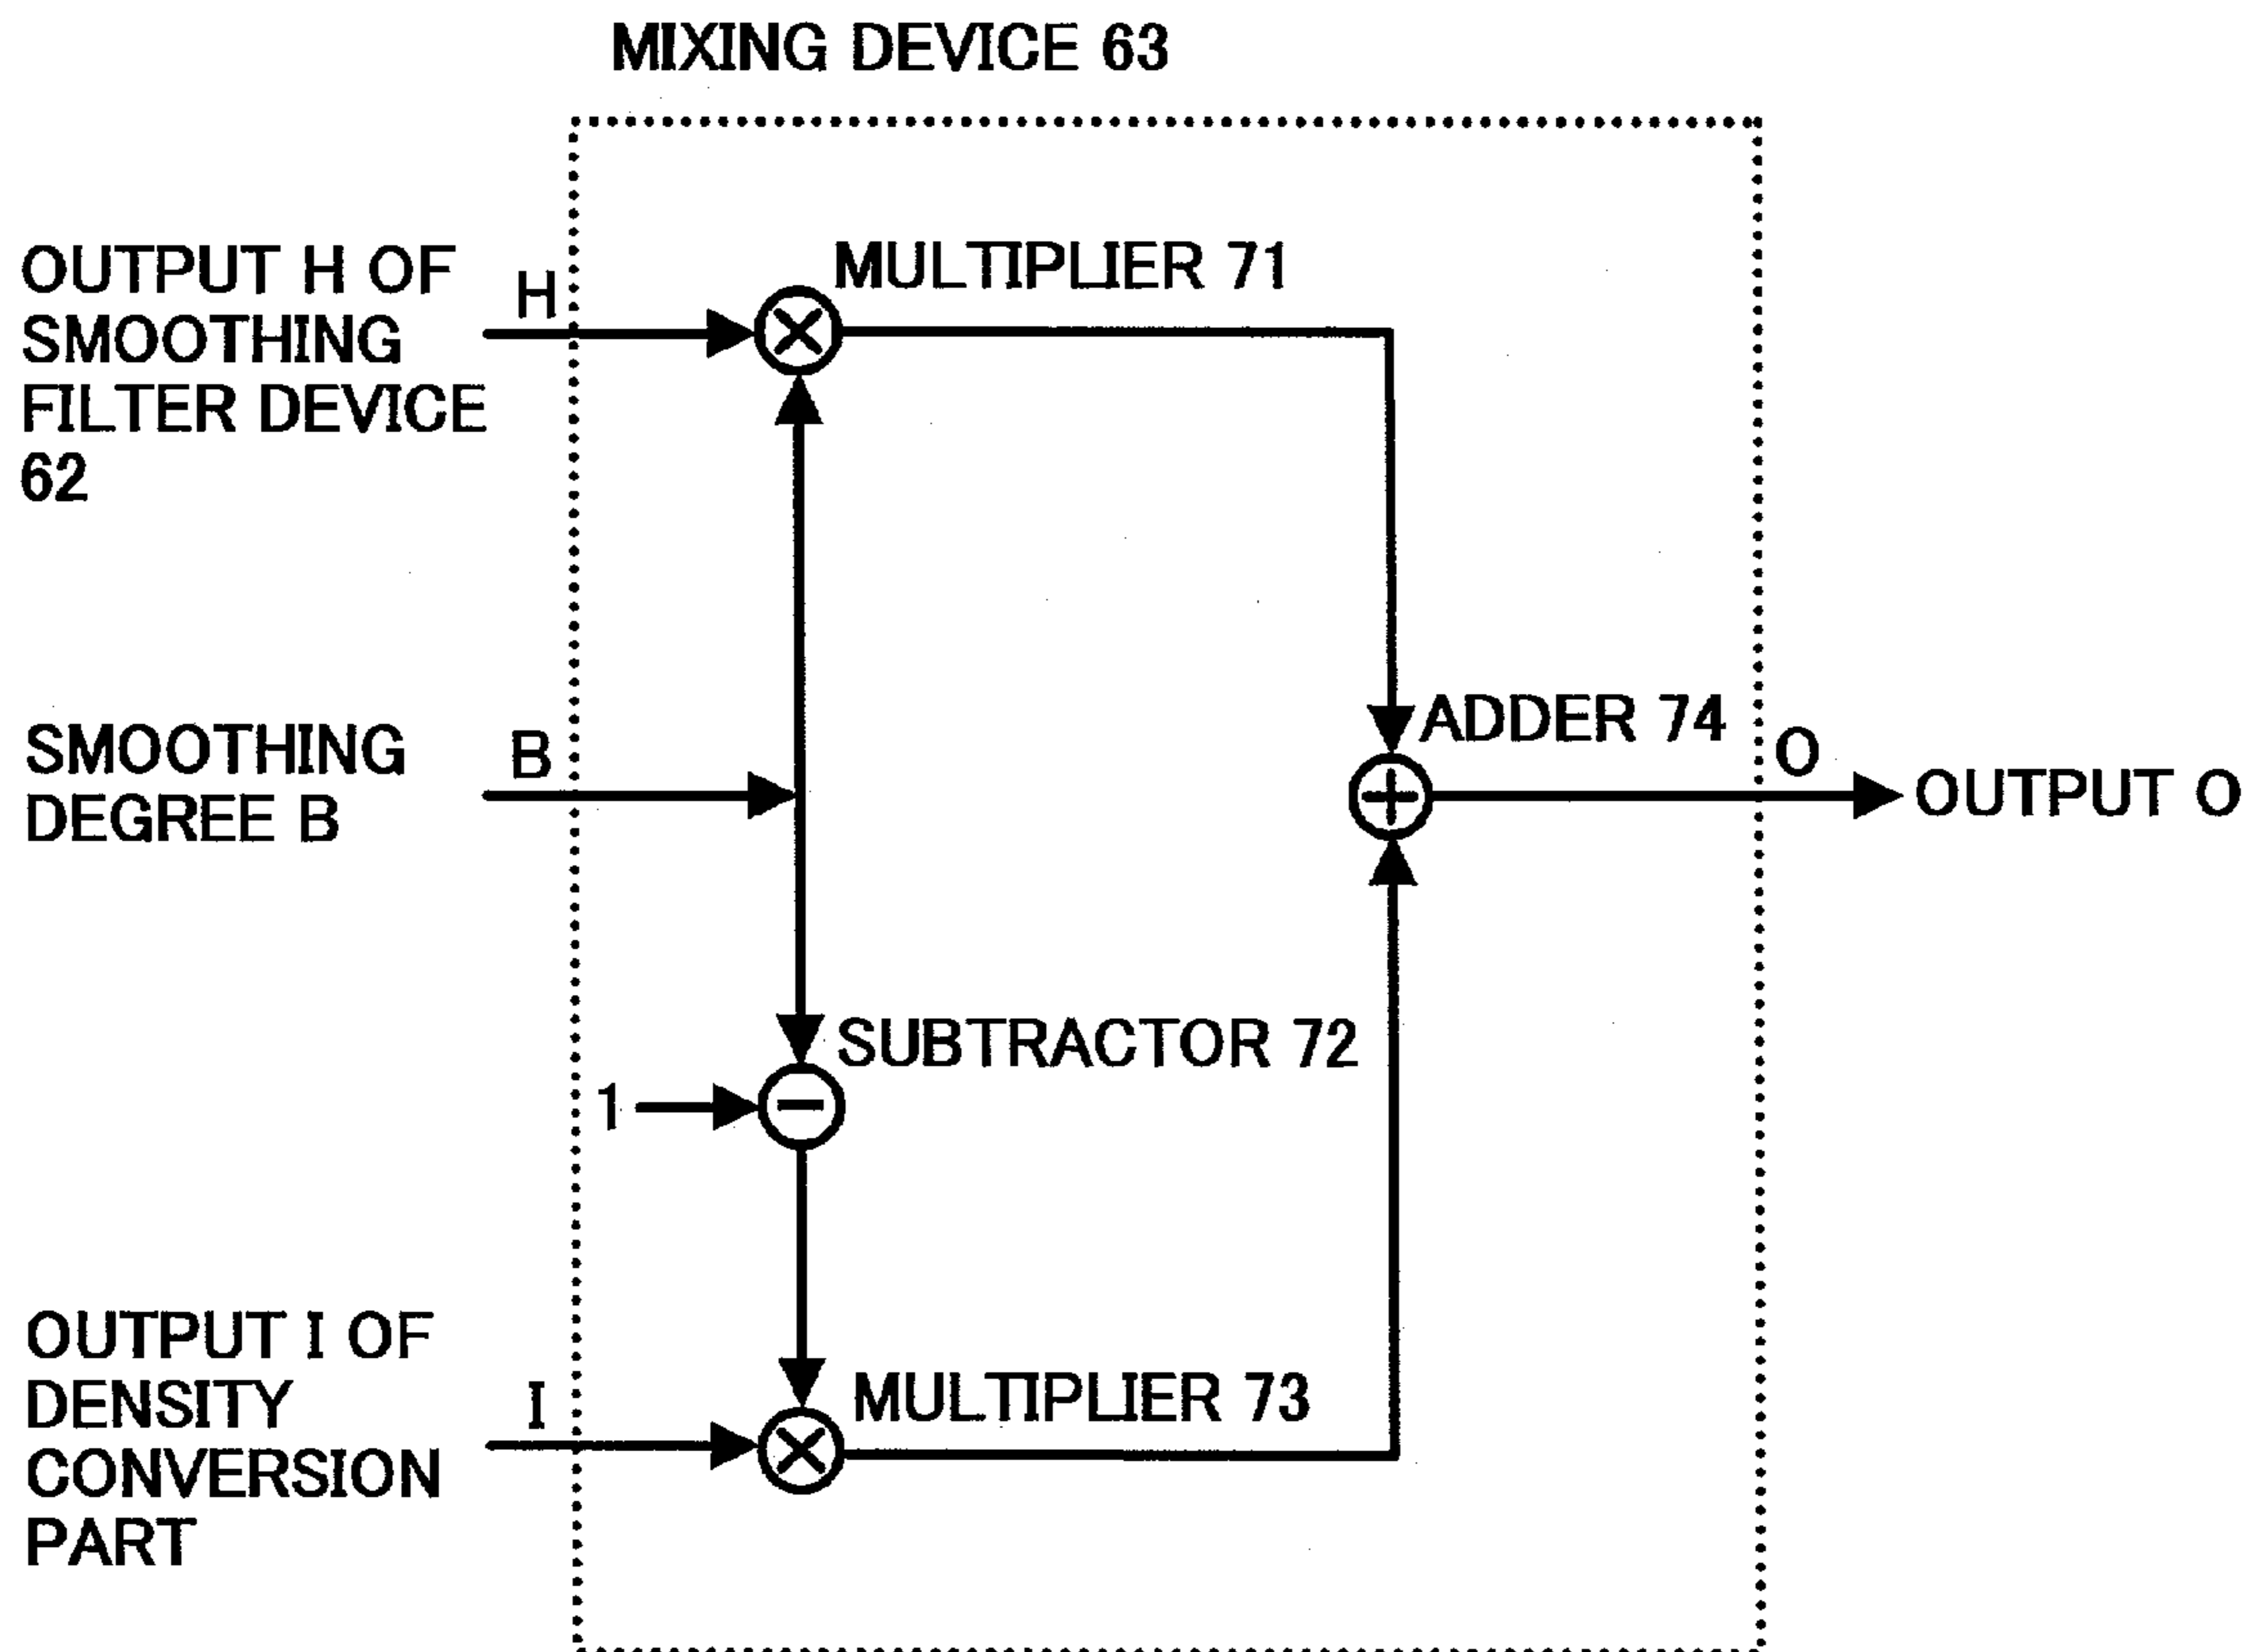 MIXING DEVICE 63
OUTPUT H OF
SMOOTHING
FILTER DEVICE
62
H
MULTIPLIER 71
SMOOTHING
DEGREE B
B
ADDER 74
O
OUTPUT O
SUBTRACTOR 72
1
OUTPUT I OF
DENSITY
CONVERSION
PART
I
MULTIPLIER 73